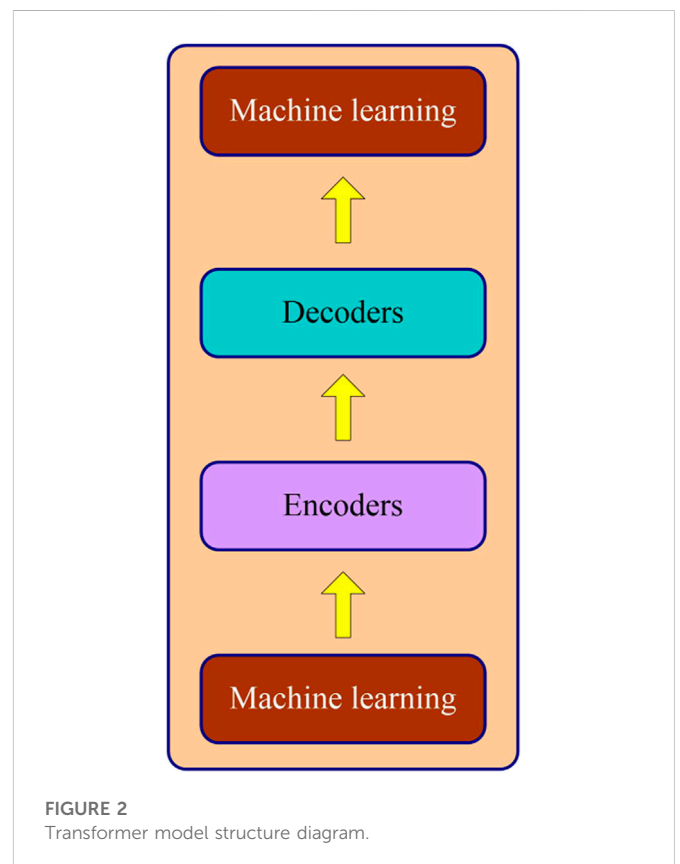 Machine learning
Decoders
Encoders
Machine learning
FIGURE 2
Transformer model structure diagram.